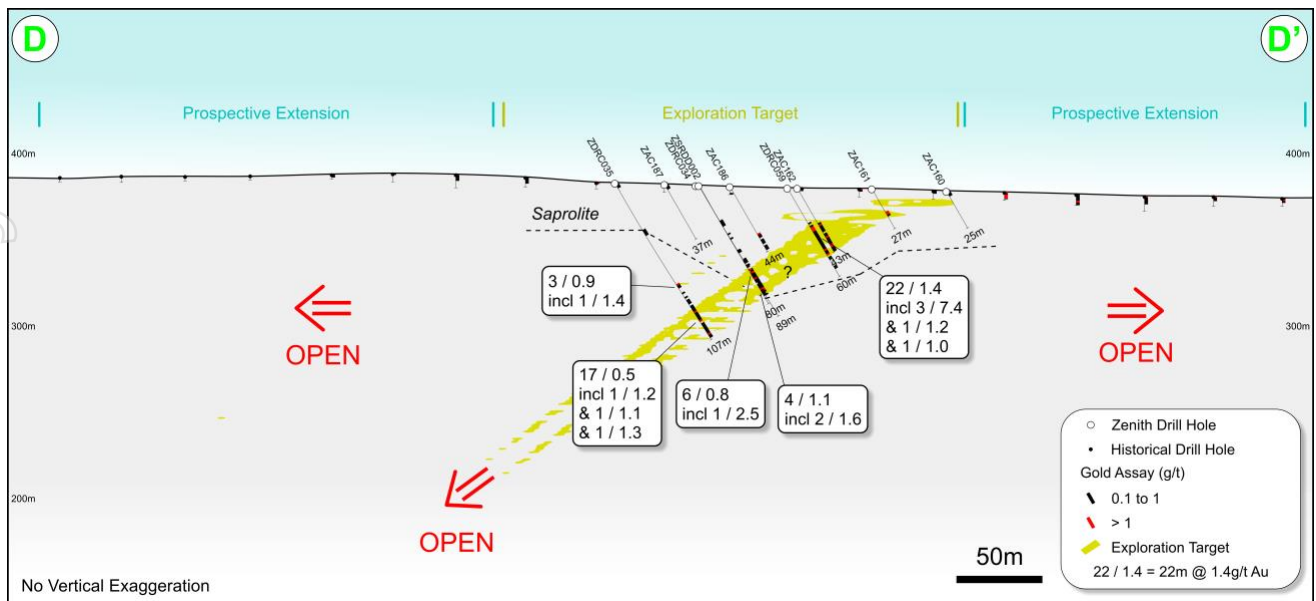 D
D’
Prospective Extension
Exploration Target
Prospective Extension
400m
400m
ZDRC035
ZAC187
ZSRDD002
ZDRC034
ZAC186
ZDRC059
ZAC162
ZAC161
ZAC160
Saprolite
37m
44m
27m
25m
60m
80m
89m
107m
?
3 / 0.9
incl 1 / 1.4
22 / 1.4
incl 3 / 7.4
& 1 / 1.2
& 1 / 1.0
300m
300m
OPEN
OPEN
17 / 0.5
incl 1 / 1.2
& 1 / 1.1
& 1 / 1.3
6 / 0.8
incl 1 / 2.5
4 / 1.1
incl 2 / 1.6
200m
OPEN
Zenith Drill Hole
Historical Drill Hole
Gold Assay (g/t)
0.1 to 1
> 1
Exploration Target
22 / 1.4 = 22m @ 1.4g/t Au
50m
No Vertical Exaggeration